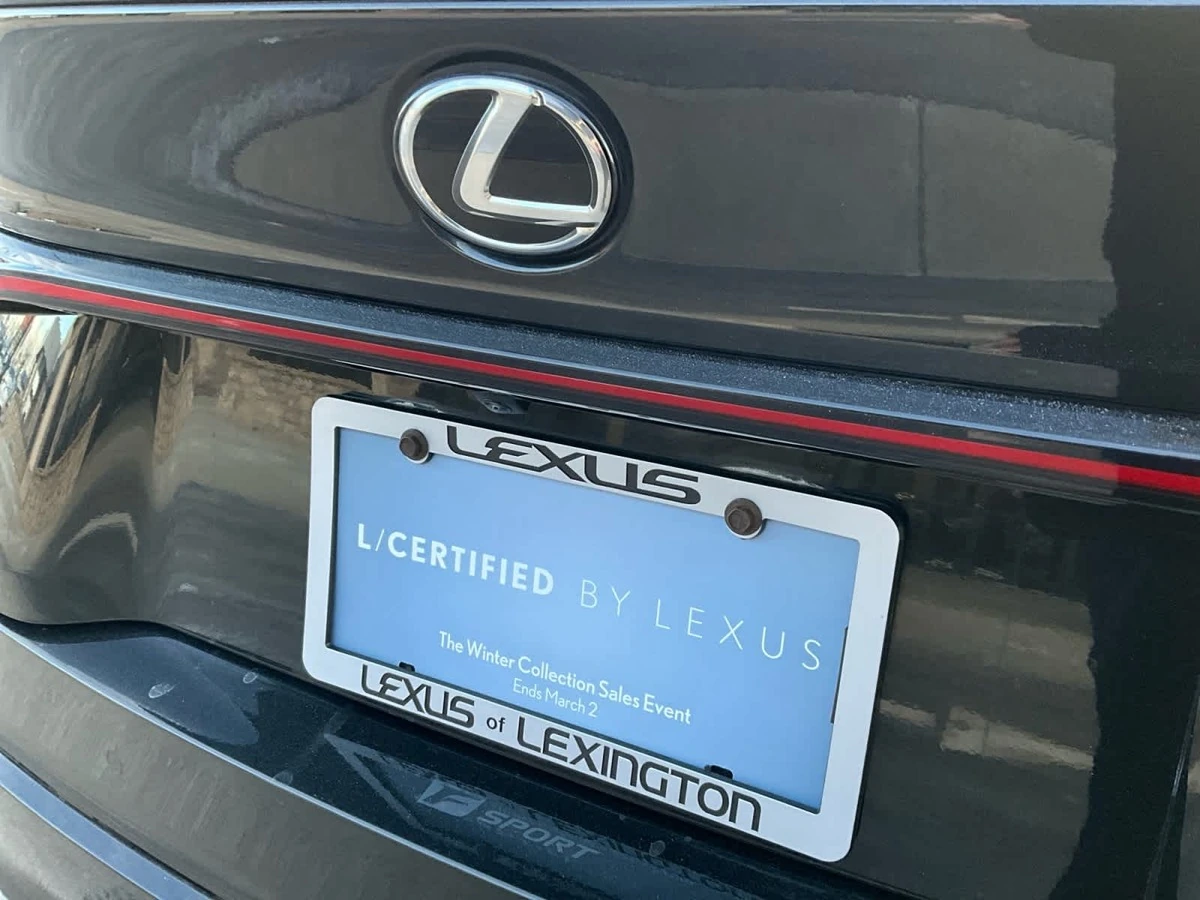 LEXUS
L/CERTIFIED BY LEXUS
The Winter Collection Sales Event
Ends March 2
LEXUS of LEXINGTON
F SPORT